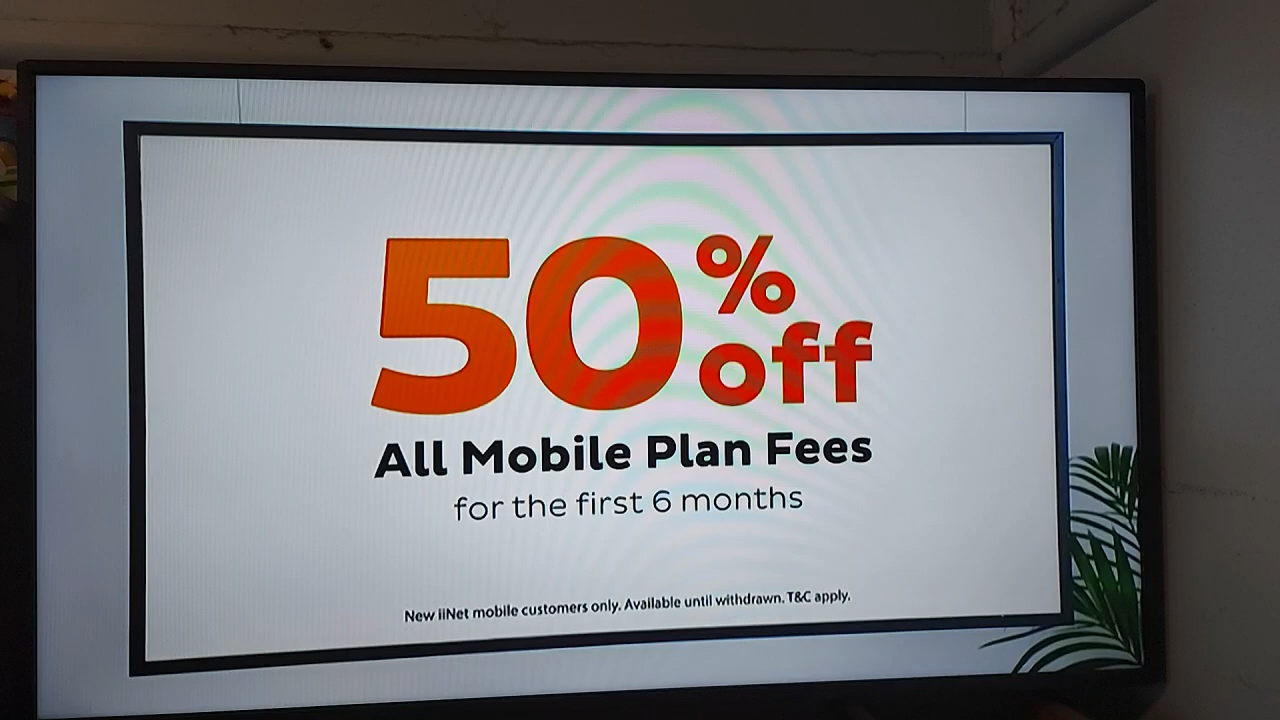 50% off
All Mobile Plan Fees
for the first 6 months
New iiNet mobile customers only. Available until withdrawn. T&C apply.